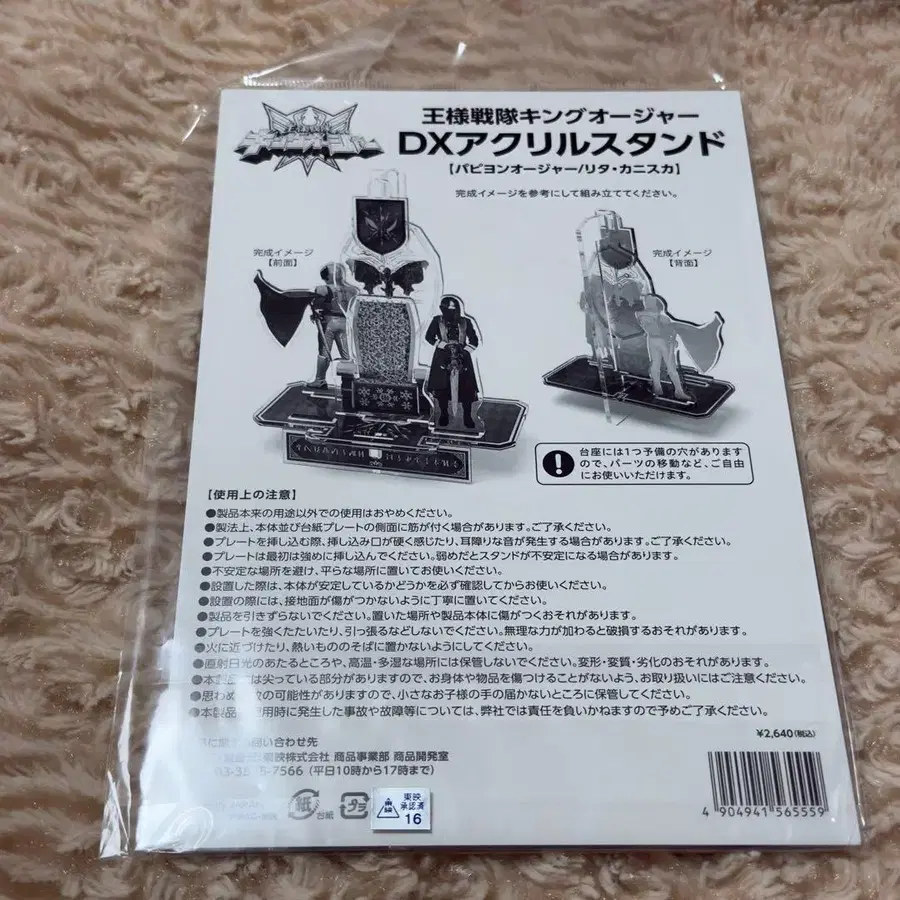 王様戦隊キングオージャー
DXアクリルスタンド
【パピヨンオージャー/リタ・カニスカ】
完成イメージを参考にして組み立ててください。
完成イメージ
【前面】
完成イメージ
【背面】
台座には1つ予備の穴があります
ので、パーツの移動など、ご自由
にお使いいただけます。
【使用上の注意】
●製品本来の用途以外での使用はおやめください。
●製法上、本体並び台紙プレートの側面に筋が付く場合があります。ご了承ください。
●プレートを挿し込む際、挿し込み口が硬く感じたり、耳障りな音が発生する場合があります。ご了承ください。
●プレートは最初は強めに挿し込んでください。弱めだとスタンドが不安定になる場合があります。
●不安定な場所を避け、平らな場所に置いてお使いください。
●設置した際は、本体が安定しているかどうかを必ず確認してからお使いください。
●設置の際には、接地面が傷がつかないように丁寧に置いてください。
●製品を引きずらないでください。置いた場所や製品本体に傷がつくおそれがあります。
●プレートを強くたたいたり、引っ張るなどしないでください。無理な力が加わると破損するおそれがあります。
●火に近づけたり、熱いもののそばに置かないようにしてください。
●直射日光のあたるところや、高温・多湿な場所には保管しないでください。変形・変質・劣化のおそれがあります。
●本製品には尖っている部分がありますので、お身体や物品を傷つけることがないよう、お取り扱いにはご注意ください。
●思わぬ の可能性がありますので、小さなお子様の手の届かないところに保管してください。
●本製品 使用時に発生した事故や故障等については、弊社では責任を負いかねますので予めご了承ください。
¥2,640(税込)
に関する問い合わせ先
東映株式会社 商品事業部 商品開発室
03-35 5-7566 (平日10時から17時まで)
紙 台紙
プラ
東映
承認済
16
4 904941 565559